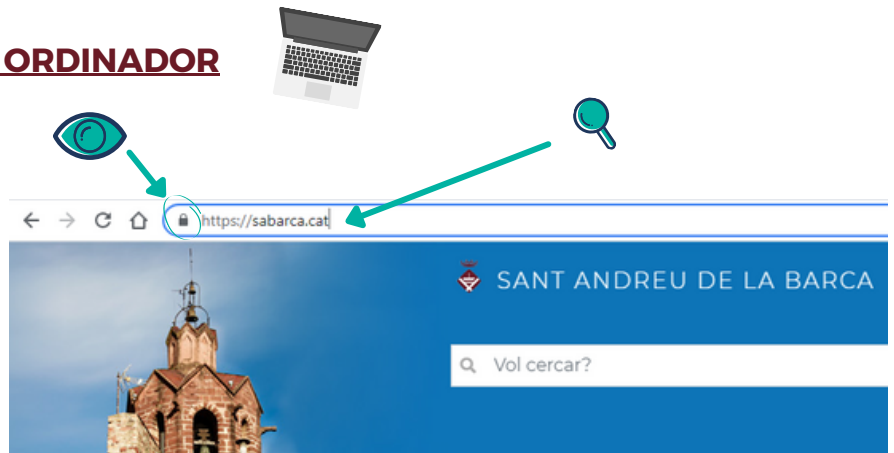 ORDINADOR
https://sabarca.cat
SANT ANDREU DE LA BARCA
Vol cercar?